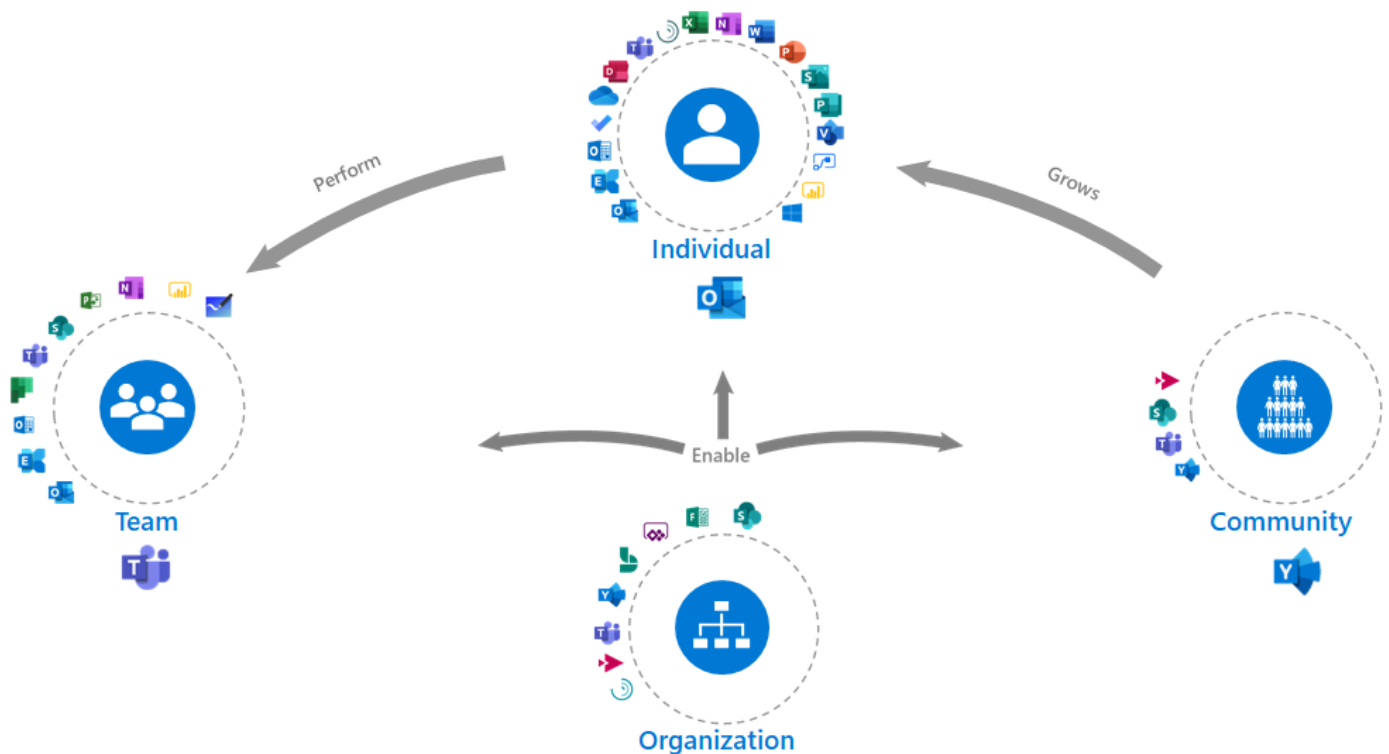 Perform
Grows
Individual
Enable
Team
Community
Organization